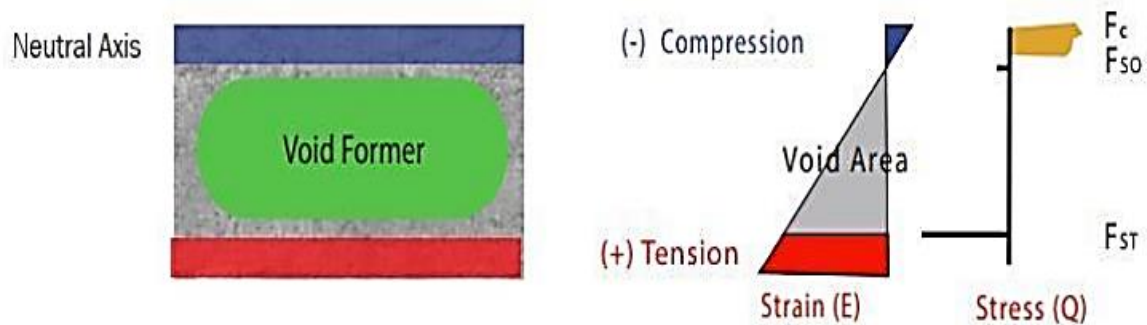 Neutral Axis
Void Former
(-) Compression
Void Area
(+) Tension
Strain (E)
Fc
FSO
FST
Stress (Q)